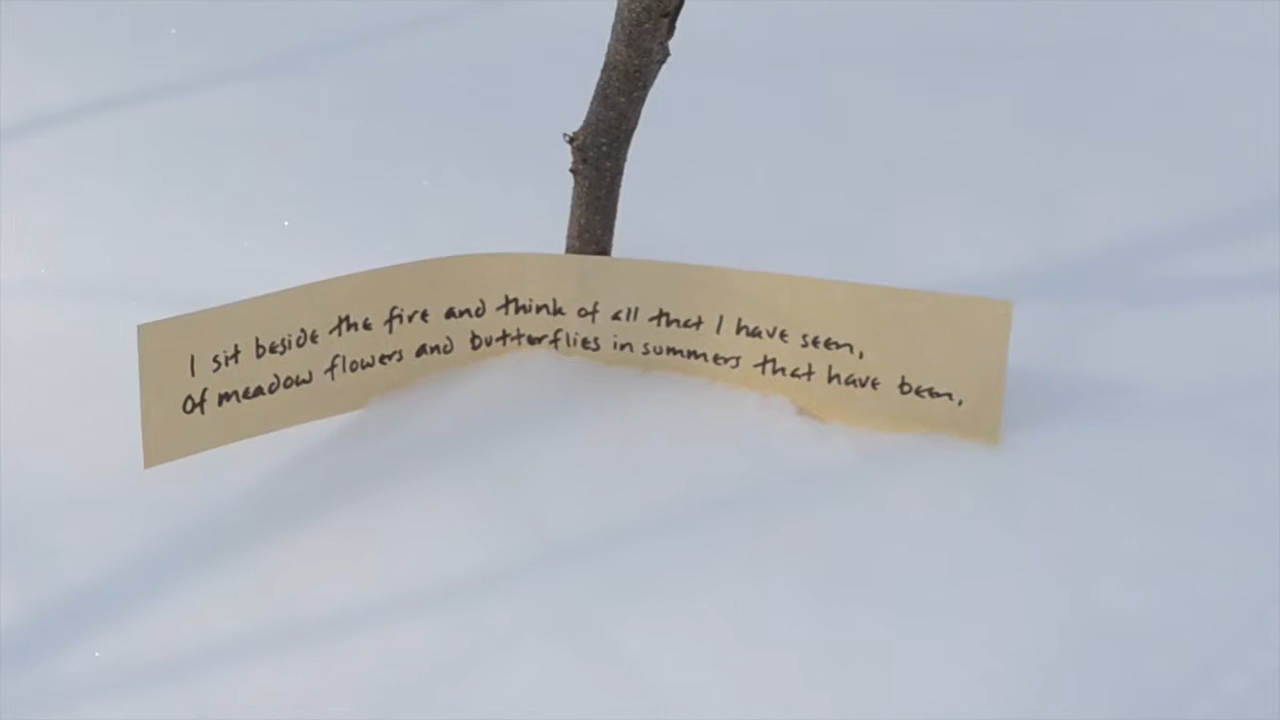 I sit beside the fire and think of all that I have seen,
Of meadow flowers and butterflies in summers that have been,